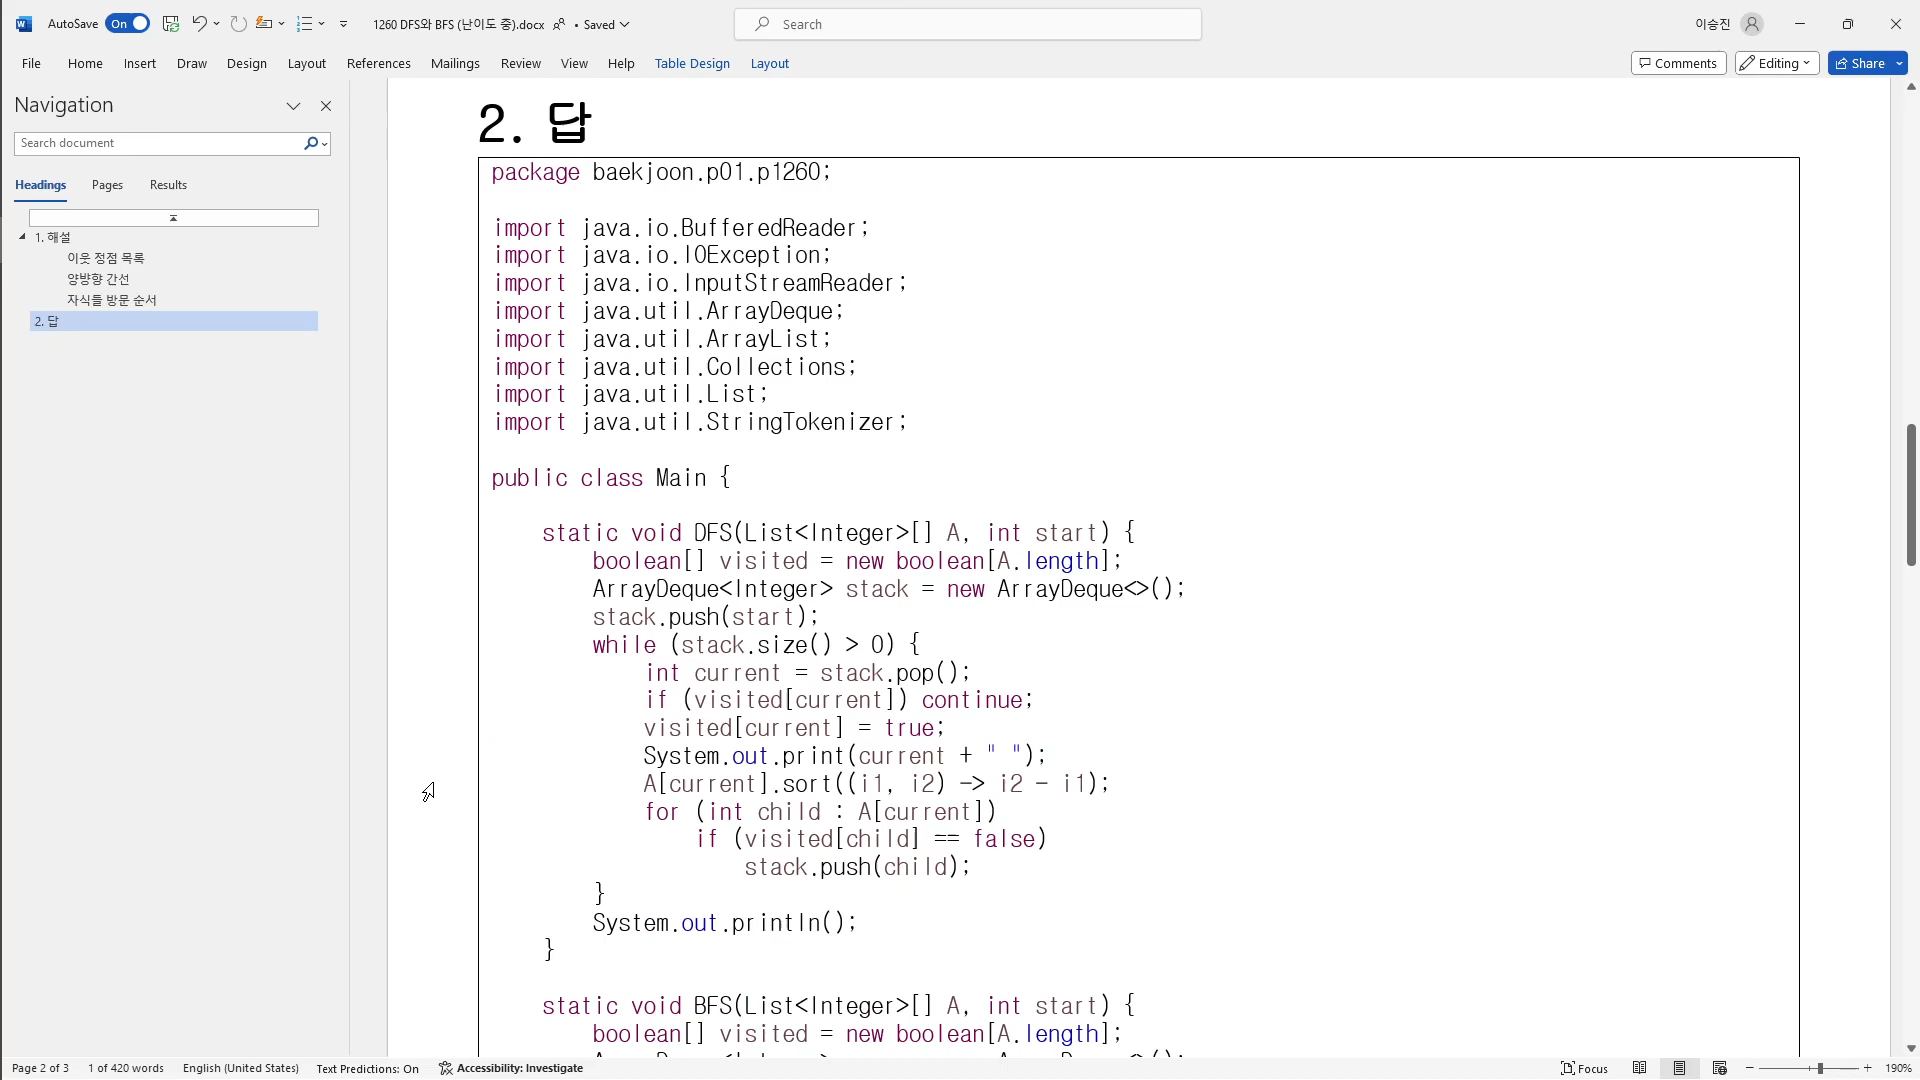 AutoSave On 1260 DFS와 BFS (난이도 중).docx • Saved Search 이승진
File Home Insert Draw Design Layout References Mailings Review View Help Table Design Layout Comments Editing Share
Navigation
Search document
Headings Pages Results
1. 해설
이웃 정점 목록
양뱡향 간선
자식들 방문 순서
2. 답
2. 답
package baekjoon.p01.p1260;
import java.io.BufferedReader;
import java.io.IOException;
import java.io.InputStreamReader;
import java.util.ArrayDeque;
import java.util.ArrayList;
import java.util.Collections;
import java.util.List;
import java.util.StringTokenizer;
public class Main {
static void DFS(List<Integer>[] A, int start) {
boolean[] visited = new boolean[A.length];
ArrayDeque<Integer> stack = new ArrayDeque<>();
stack.push(start);
while (stack.size() > 0) {
int current = stack.pop();
if (visited[current]) continue;
visited[current] = true;
System.out.print(current + " ");
A[current].sort((i1, i2) -> i2 - i1);
for (int child : A[current])
if (visited[child] == false)
stack.push(child);
}
System.out.println();
}
static void BFS(List<Integer>[] A, int start) {
boolean[] visited = new boolean[A.length];
Page 2 of 3 1 of 420 words English (United States) Text Predictions: On Accessibility: Investigate Focus 190%